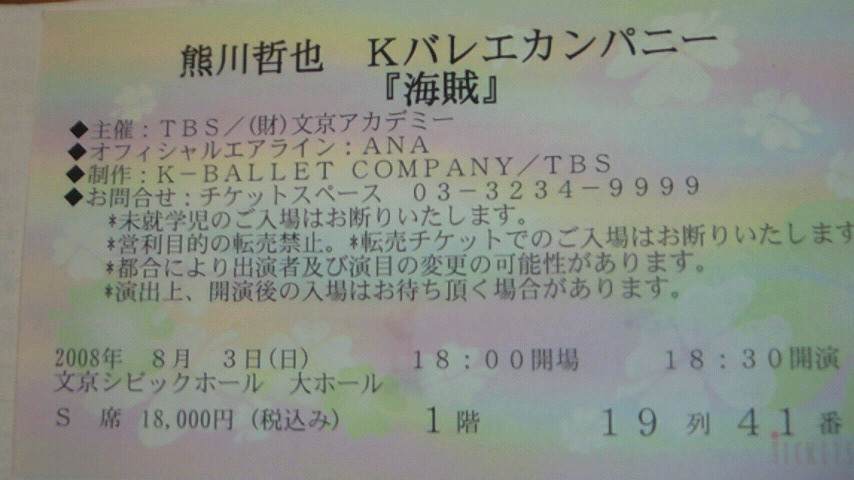 熊川哲也　Kバレエカンパニー
『海賊』
◆主催：TBS／(財)文京アカデミー
◆オフィシャルエアライン：ANA
◆制作：K－BALLET COMPANY／TBS
◆お問合せ：チケットスペース　03－3234－9999
*未就学児のご入場はお断りいたします。
*営利目的の転売禁止。*転売チケットでのご入場はお断りいたします
*都合により出演者及び演目の変更の可能性があります。
*演出上、開演後の入場はお待ち頂く場合があります。
2008年　8月　3日(日)　18：00開場　18：30開演
文京シビックホール　大ホール
S　席　18,000円（税込み）　1階　19　列　41　番
TICKETS